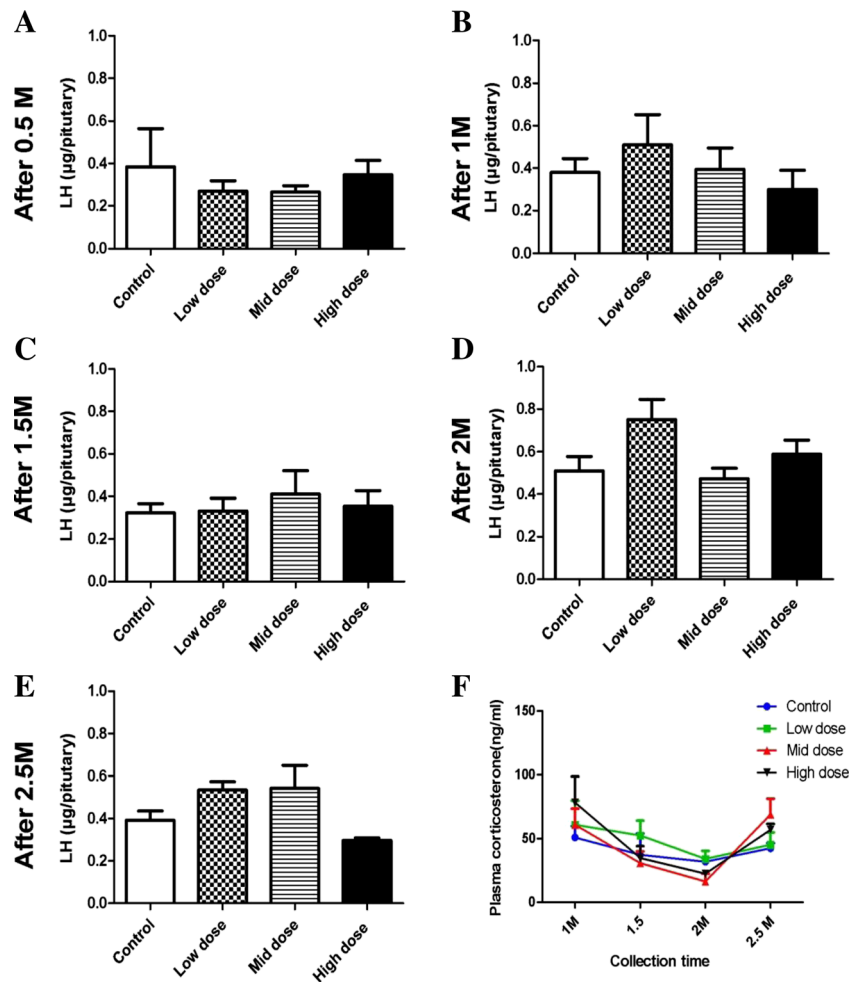 A
After 0.5 M
LH (µg/pitutary)
1.0
0.8
0.6
0.4
0.2
0.0
Control
Low dose
Mid dose
High dose
B
After 1M
LH (µg/pitutary)
1.0
0.8
0.6
0.4
0.2
0.0
Control
Low dose
Mid dose
High dose
C
After 1.5M
LH (µg/pitutary)
1.0
0.8
0.6
0.4
0.2
0.0
Control
Low dose
Mid dose
High dose
D
After 2M
LH (µg/pitutary)
1.0
0.8
0.6
0.4
0.2
0.0
Control
Low dose
Mid dose
High dose
E
After 2.5M
LH (µg/pitutary)
1.0
0.8
0.6
0.4
0.2
0.0
Control
Low dose
Mid dose
High dose
F
Plasma corticosterone(ng/ml)
150
100
50
0
Control
Low dose
Mid dose
High dose
1M
1.5
2M
2.5 M
Collection time